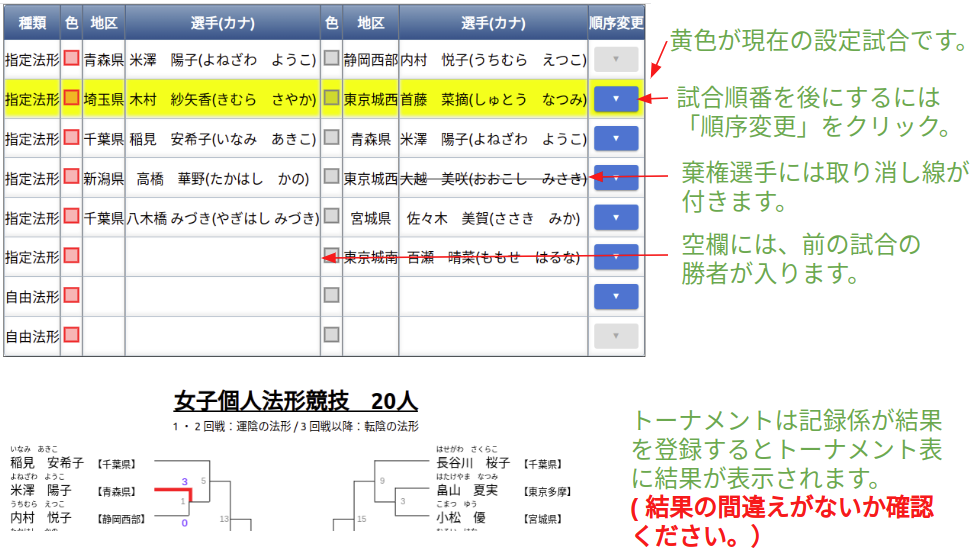 種類 色 地区 選手(カナ) 色 地区 選手(カナ) 順序変更
指定法形 青森県 米澤　陽子(よねざわ　ようこ) 静岡西部 内村　悦子(うちむら　えつこ) ▼
指定法形 埼玉県 木村　紗矢香(きむら　さやか) 東京城西 首藤　菜摘(しゅとう　なつみ) ▼
指定法形 千葉県 稲見　安希子(いなみ　あきこ) 青森県 米澤　陽子(よねざわ　ようこ) ▼
指定法形 新潟県 高橋　華野(たかはし　かの) 東京城西 大越　美咲(おおこし　みさき) ▼
指定法形 千葉県 八木橋 みづき(やぎはし みづき) 宮城県 佐々木　美賀(ささき　みか) ▼
指定法形 東京城南 百瀬　晴菜(ももせ　はるな) ▼
自由法形 ▼
自由法形 ▼
黄色が現在の設定試合です。
試合順番を後にするには
「順序変更」をクリック。
棄権選手には取り消し線が
付きます。
空欄には、前の試合の
勝者が入ります。
女子個人法形競技　20人
1・2回戦：運陰の法形 / 3回戦以降：転陰の法形
いなみ　あきこ
稲見　安希子 【千葉県】
よねざわ　ようこ
米澤　陽子 【青森県】
うちむら　えつこ
内村　悦子 【静岡西部】
3
5
1
0
13
はせがわ　さくらこ
長谷川　桜子 【千葉県】
はたけやま　なつみ
畠山　夏実 【東京多摩】
こまつ　ゆう
小松　優 【宮城県】
9
3
15
トーナメントは記録係が結果
を登録するとトーナメント表
に結果が表示されます。
( 結果の間違えがないか確認
ください。）